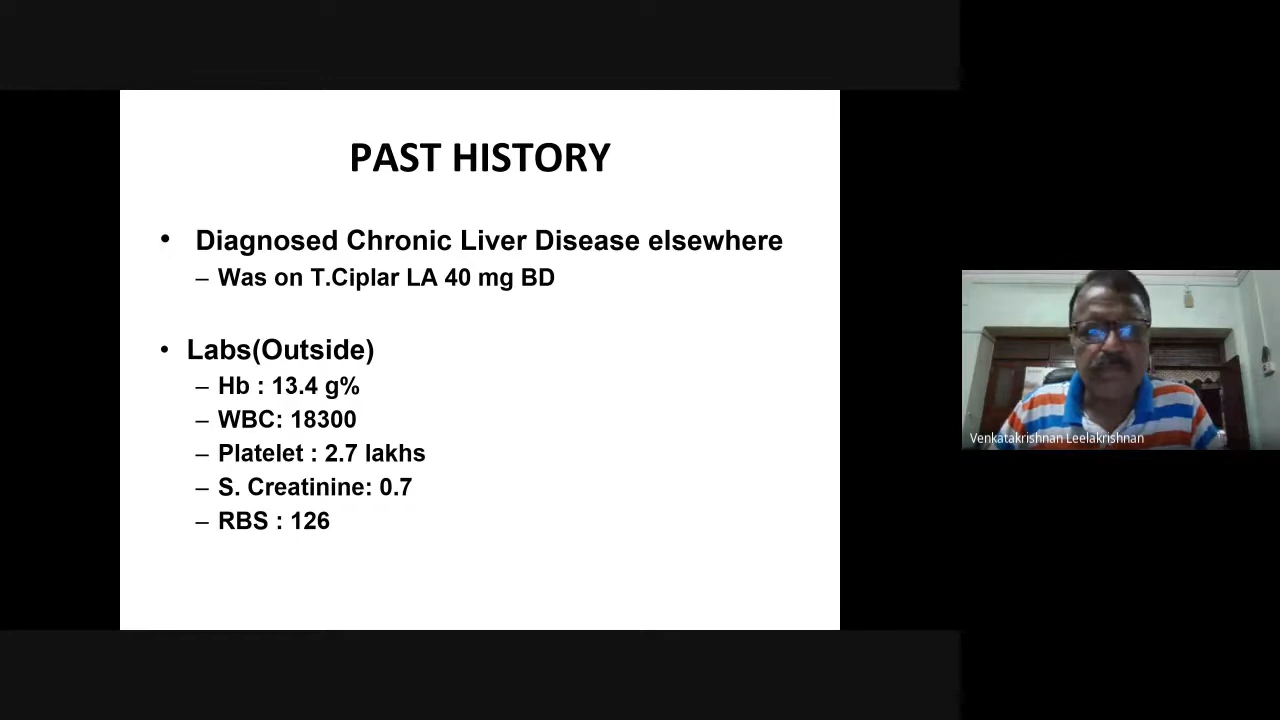 PAST HISTORY
• Diagnosed Chronic Liver Disease elsewhere
– Was on T.Ciplar LA 40 mg BD
• Labs(Outside)
– Hb : 13.4 g%
– WBC: 18300
– Platelet : 2.7 lakhs
– S. Creatinine: 0.7
– RBS : 126
Venkatakrishnan Leelakrishnan